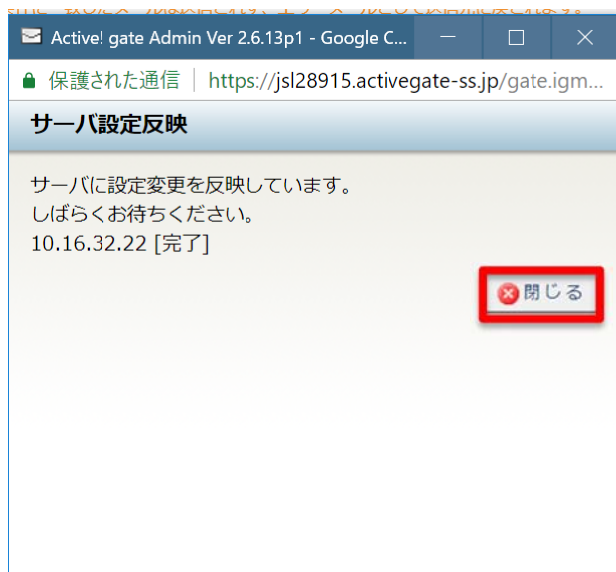 Active! gate Admin Ver 2.6.13p1 - Google C...
保護された通信 | https://jsl28915.activegate-ss.jp/gate.igm...
サーバ設定反映
サーバに設定変更を反映しています。
しばらくお待ちください。
10.16.32.22 [完了]
閉じる